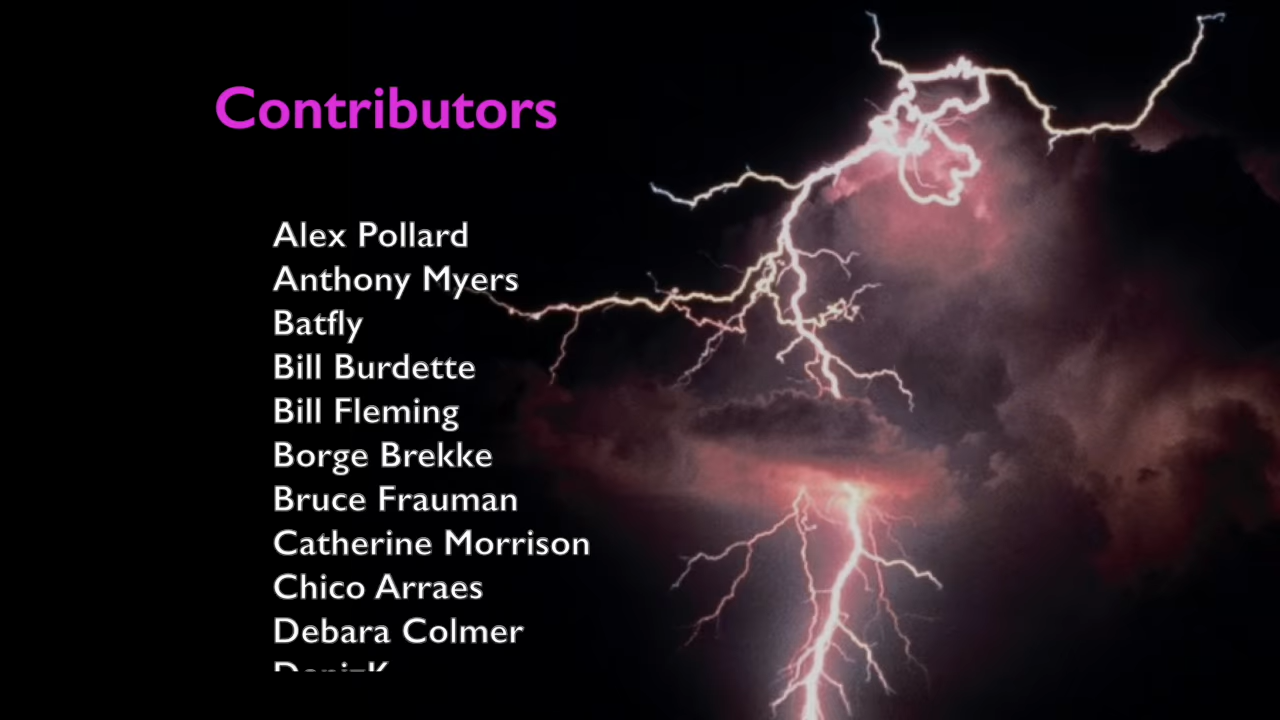 Contributors
Alex Pollard
Anthony Myers
Batfly
Bill Burdette
Bill Fleming
Borge Brekke
Bruce Frauman
Catherine Morrison
Chico Arraes
Debara Colmer